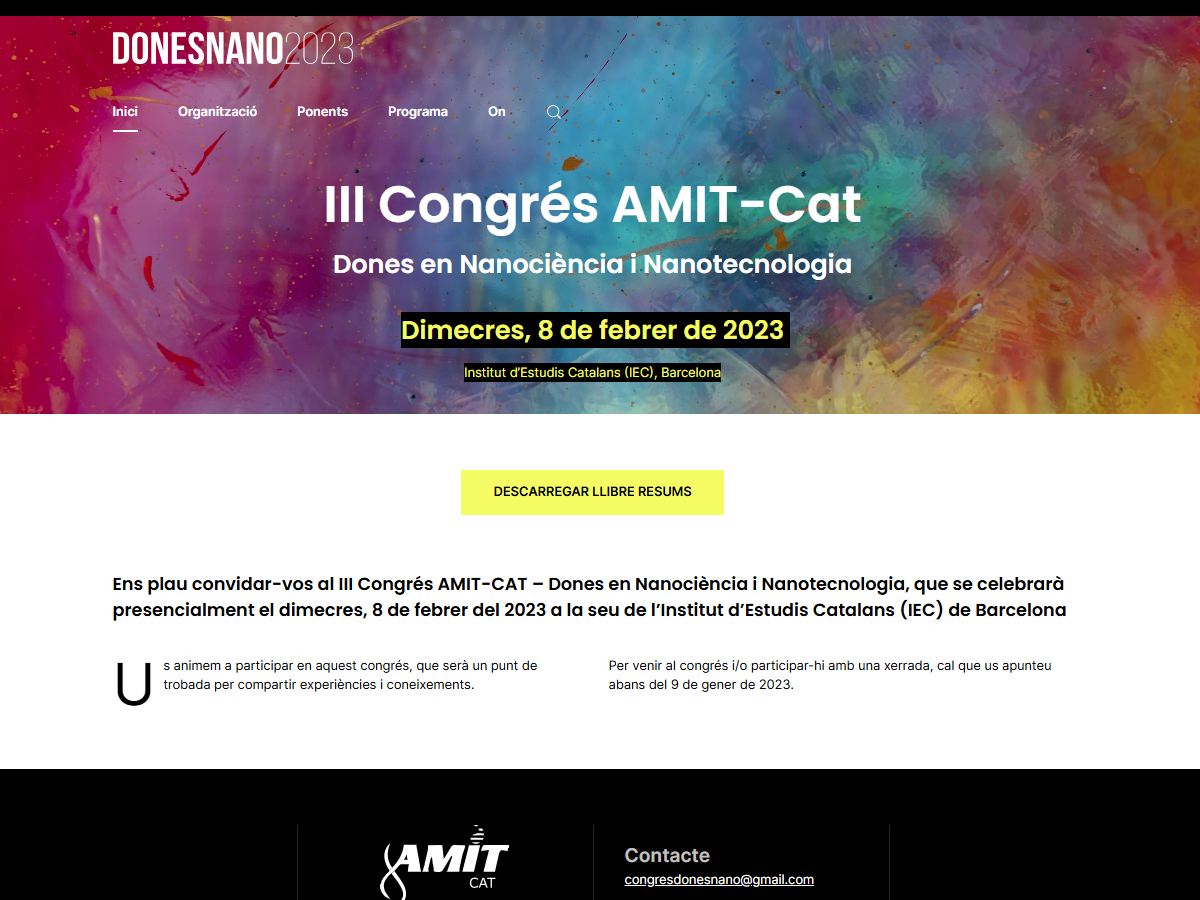 DONESNANO2023
Inici Organització Ponents Programa On
III Congrés AMIT-Cat
Dones en Nanociència i Nanotecnologia
Dimecres, 8 de febrer de 2023
Institut d’Estudis Catalans (IEC), Barcelona
DESCARREGAR LLIBRE RESUMS
Ens plau convidar-vos al III Congrés AMIT-CAT – Dones en Nanociència i Nanotecnologia, que se celebrarà
presencialment el dimecres, 8 de febrer del 2023 a la seu de l’Institut d’Estudis Catalans (IEC) de Barcelona
Us animem a participar en aquest congrés, que serà un punt de
trobada per compartir experiències i coneixements.
Per venir al congrés i/o participar-hi amb una xerrada, cal que us apunteu
abans del 9 de gener de 2023.
AMIT
CAT
Contacte
congresdonesnano@gmail.com